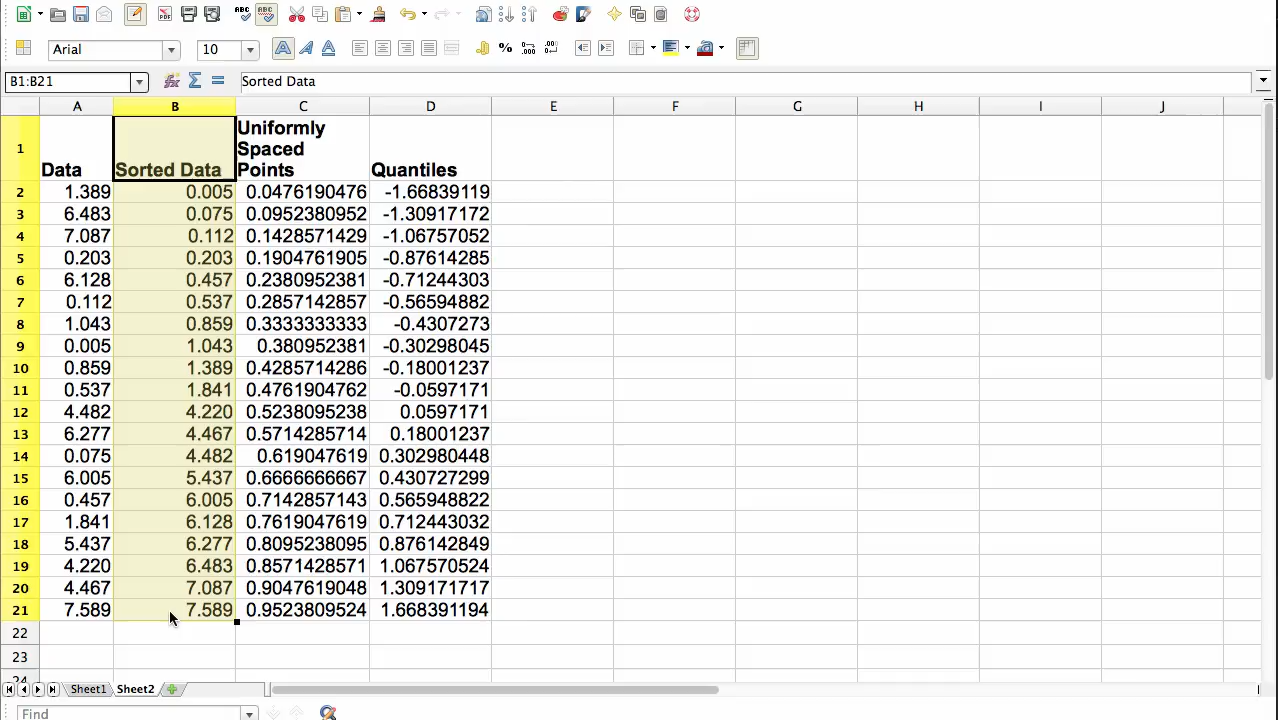 ABC
ABC
Arial
10
%
B1:B21
Sorted Data
A B C D E F G H I J
1 Data Sorted Data Uniformly Spaced Points Quantiles
2 1.389 0.005 0.0476190476 -1.66839119
3 6.483 0.075 0.0952380952 -1.30917172
4 7.087 0.112 0.1428571429 -1.06757052
5 0.203 0.203 0.1904761905 -0.87614285
6 6.128 0.457 0.2380952381 -0.71244303
7 0.112 0.537 0.2857142857 -0.56594882
8 1.043 0.859 0.3333333333 -0.4307273
9 0.005 1.043 0.380952381 -0.30298045
10 0.859 1.389 0.4285714286 -0.18001237
11 0.537 1.841 0.4761904762 -0.0597171
12 4.482 4.220 0.5238095238 0.0597171
13 6.277 4.467 0.5714285714 0.18001237
14 0.075 4.482 0.619047619 0.302980448
15 6.005 5.437 0.6666666667 0.430727299
16 0.457 6.005 0.7142857143 0.565948822
17 1.841 6.128 0.7619047619 0.712443032
18 5.437 6.277 0.8095238095 0.876142849
19 4.220 6.483 0.8571428571 1.067570524
20 4.467 7.087 0.9047619048 1.309171717
21 7.589 7.589 0.9523809524 1.668391194
22
23
24
Sheet1 Sheet2
Find